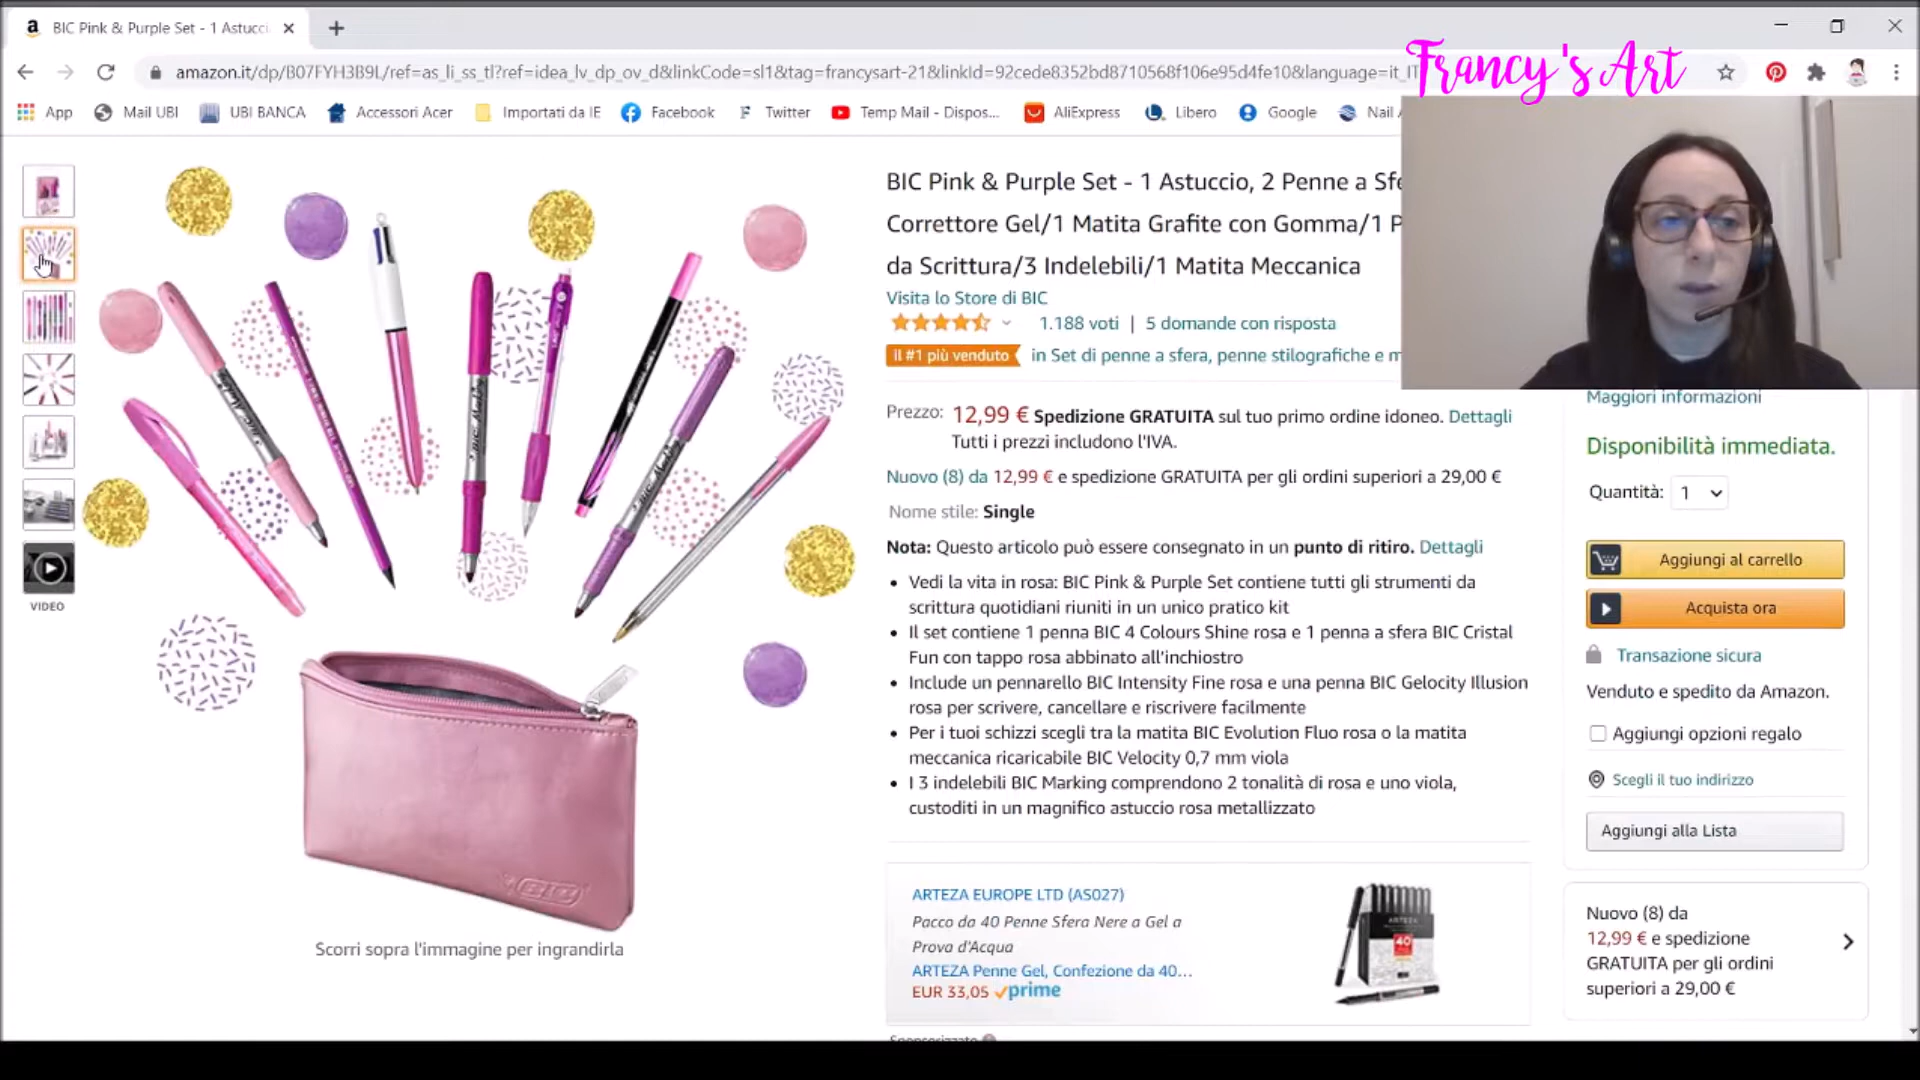 BIC Pink & Purple Set - 1 Astucci
amazon.it/dp/B07FYH3B9L/ref=as_li_ss_tl?ref=idea_lv_dp_ov_d&linkCode=sl1&tag=francysart-21&linkId=92cede8352bd8710568f106e95d4fe10&language=it_IT
Francy's Art
App Mail UBI UBI BANCA Accessori Acer Importati da IE Facebook Twitter Temp Mail - Dispos... AliExpress Libero Google Nail
BIC Pink & Purple Set - 1 Astuccio, 2 Penne a
Correttore Gel/1 Matita Grafite con Gomma/1
da Scrittura/3 Indelebili/1 Matita Meccanica
Visita lo Store di BIC
1.188 voti | 5 domande con risposta
il #1 più venduto in Set di penne a sfera, penne stilografiche e
Prezzo: 12,99 € Spedizione GRATUITA sul tuo primo ordine idoneo. Dettagli
Tutti i prezzi includono l'IVA.
Nuovo (8) da 12,99 € e spedizione GRATUITA per gli ordini superiori a 29,00 €
Nome stile: Single
Nota: Questo articolo può essere consegnato in un punto di ritiro. Dettagli
• Vedi la vita in rosa: BIC Pink & Purple Set contiene tutti gli strumenti da
scrittura quotidiani riuniti in un unico pratico kit
• Il set contiene 1 penna BIC 4 Colours Shine rosa e 1 penna a sfera BIC Cristal
Fun con tappo rosa abbinato all'inchiostro
• Include un pennarello BIC Intensity Fine rosa e una penna BIC Gelocity Illusion
rosa per scrivere, cancellare e riscrivere facilmente
• Per i tuoi schizzi scegli tra la matita BIC Evolution Fluo rosa o la matita
meccanica ricaricabile BIC Velocity 0,7 mm viola
• I 3 indelebili BIC Marking comprendono 2 tonalità di rosa e uno viola,
custoditi in un magnifico astuccio rosa metallizzato
VIDEO
BIC
Scorri sopra l'immagine per ingrandirla
ARTEZA EUROPE LTD (AS027)
Pacco da 40 Penne Sfera Nere a Gel a
Prova d'Acqua
ARTEZA Penne Gel, Confezione da 40...
EUR 33,05 prime
ARTEZA
40
Sponsorizzato
Maggiori informazioni
Disponibilità immediata.
Quantità: 1
Aggiungi al carrello
Acquista ora
Transazione sicura
Venduto e spedito da Amazon.
Aggiungi opzioni regalo
Scegli il tuo indirizzo
Aggiungi alla Lista
Nuovo (8) da
12,99 € e spedizione
GRATUITA per gli ordini
superiori a 29,00 €